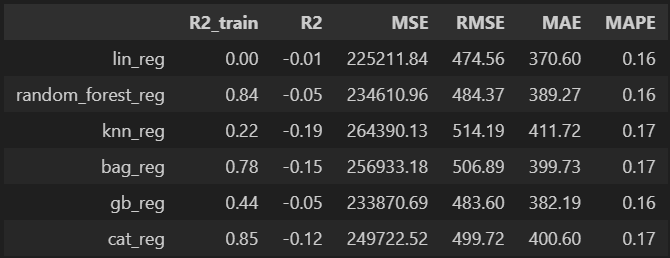 R2_train R2 MSE RMSE MAE MAPE
lin_reg 0.00 -0.01 225211.84 474.56 370.60 0.16
random_forest_reg 0.84 -0.05 234610.96 484.37 389.27 0.16
knn_reg 0.22 -0.19 264390.13 514.19 411.72 0.17
bag_reg 0.78 -0.15 256933.18 506.89 399.73 0.17
gb_reg 0.44 -0.05 233870.69 483.60 382.19 0.16
cat_reg 0.85 -0.12 249722.52 499.72 400.60 0.17